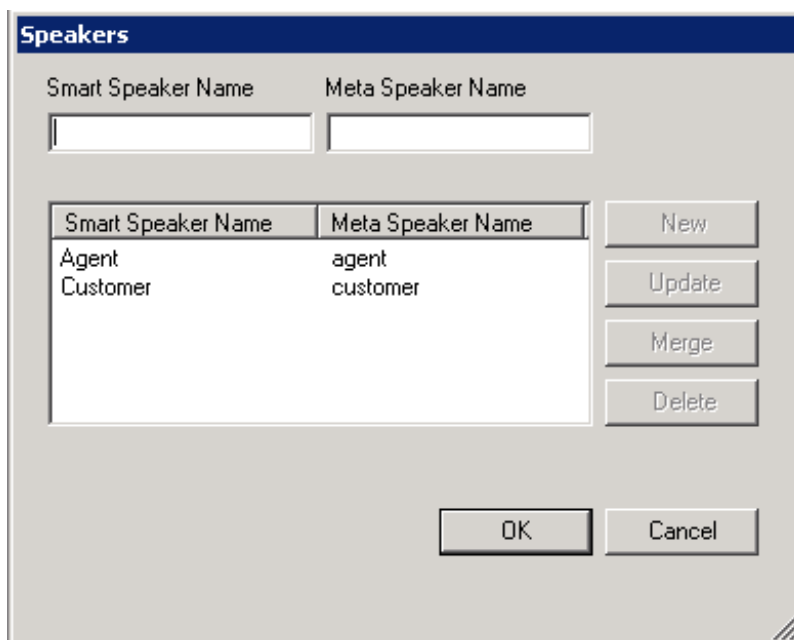 Speakers
Smart Speaker Name Meta Speaker Name
Smart Speaker Name Meta Speaker Name
Agent agent
Customer customer
New
Update
Merge
Delete
OK Cancel